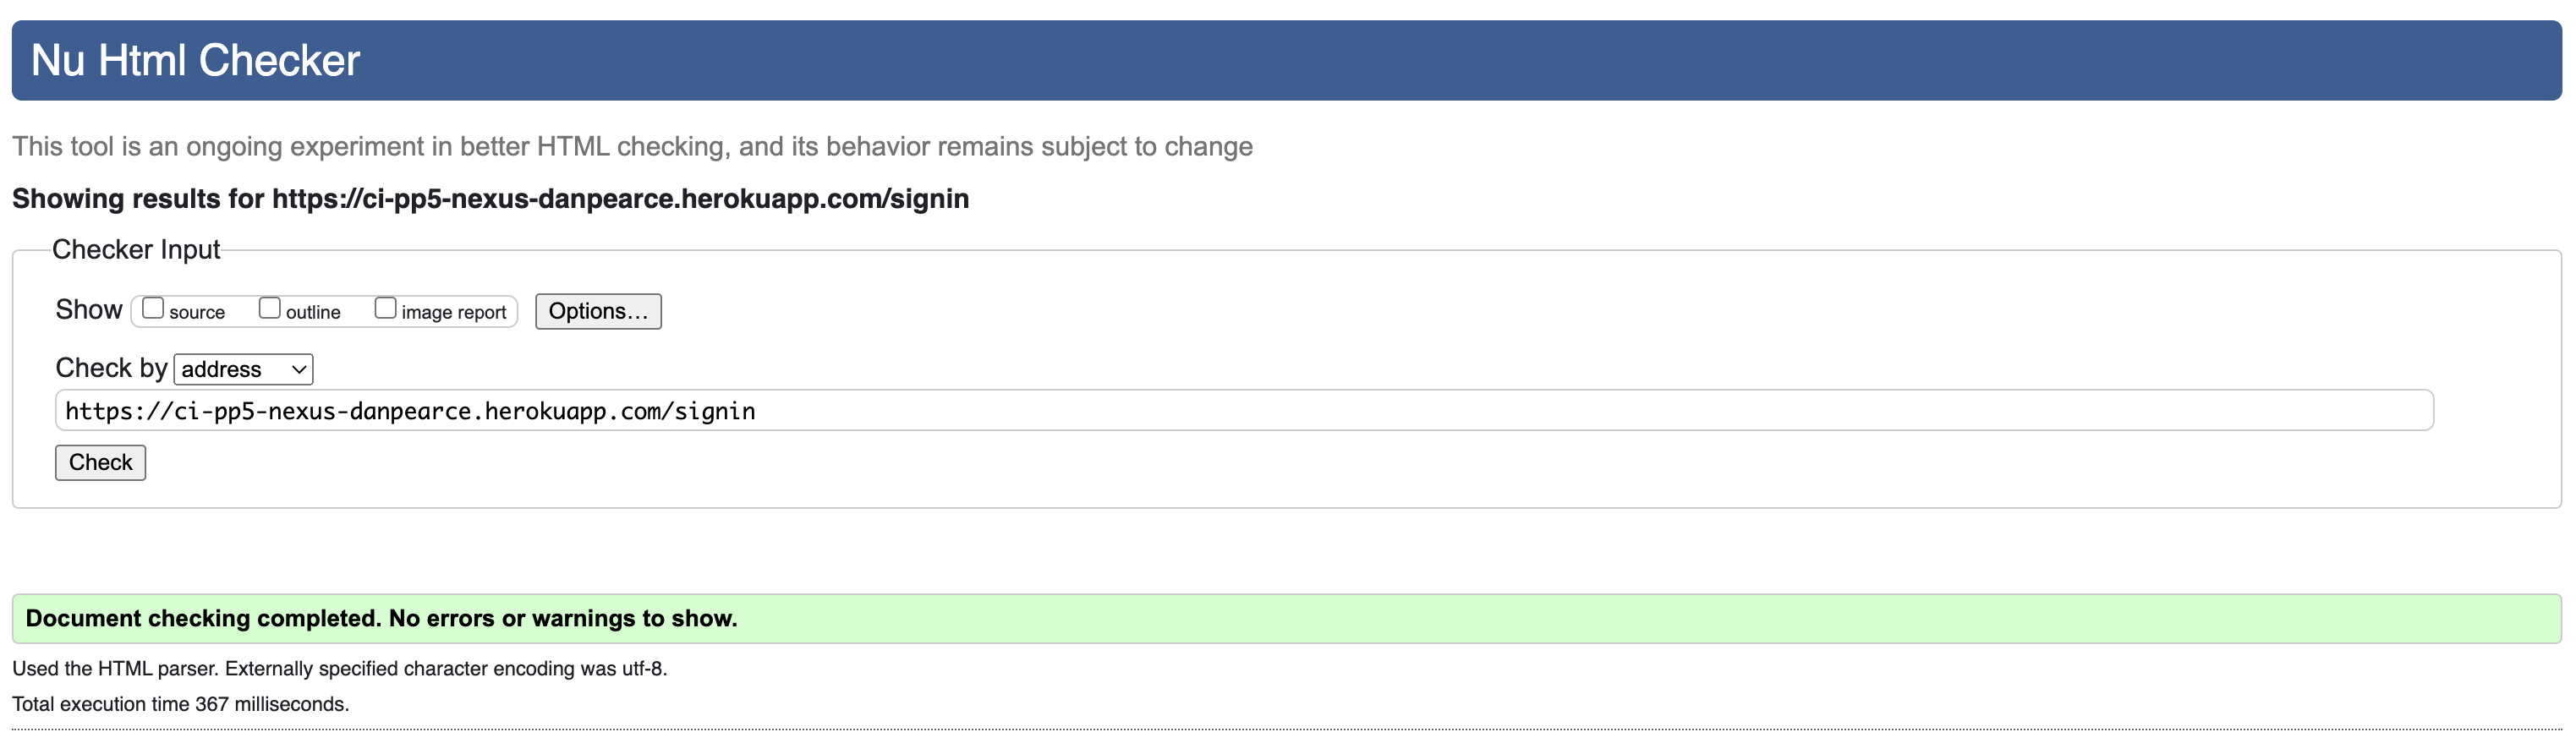 Nu Html Checker
This tool is an ongoing experiment in better HTML checking, and its behavior remains subject to change
Showing results for https://ci-pp5-nexus-danpearce.herokuapp.com/signin
Checker Input
Show source outline image report Options...
Check by address
https://ci-pp5-nexus-danpearce.herokuapp.com/signin
Check
Document checking completed. No errors or warnings to show.
Used the HTML parser. Externally specified character encoding was utf-8.
Total execution time 367 milliseconds.